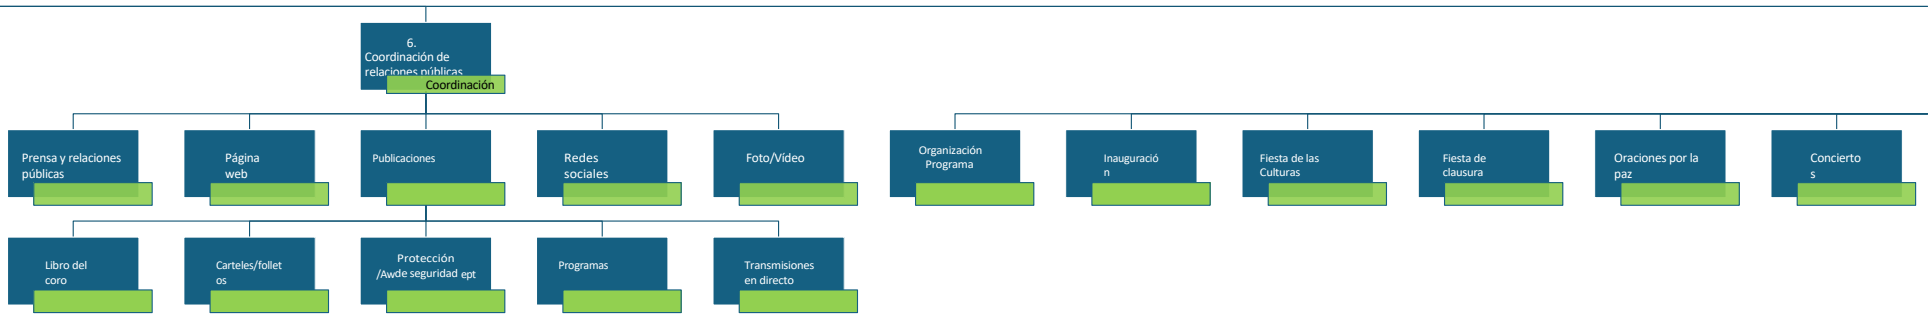 6.
Coordinación de
relaciones públicas
Coordinación
Prensa y relaciones
públicas
Página
web
Publicaciones
Redes
sociales
Foto/Vídeo
Organización
Programa
Inauguració
n
Fiesta de las
Culturas
Fiesta de
clausura
Oraciones por la
paz
Concierto
s
Libro del
coro
Carteles/follet
os
Protección
/Awde seguridad ept
Programas
Transmisiones
en directo